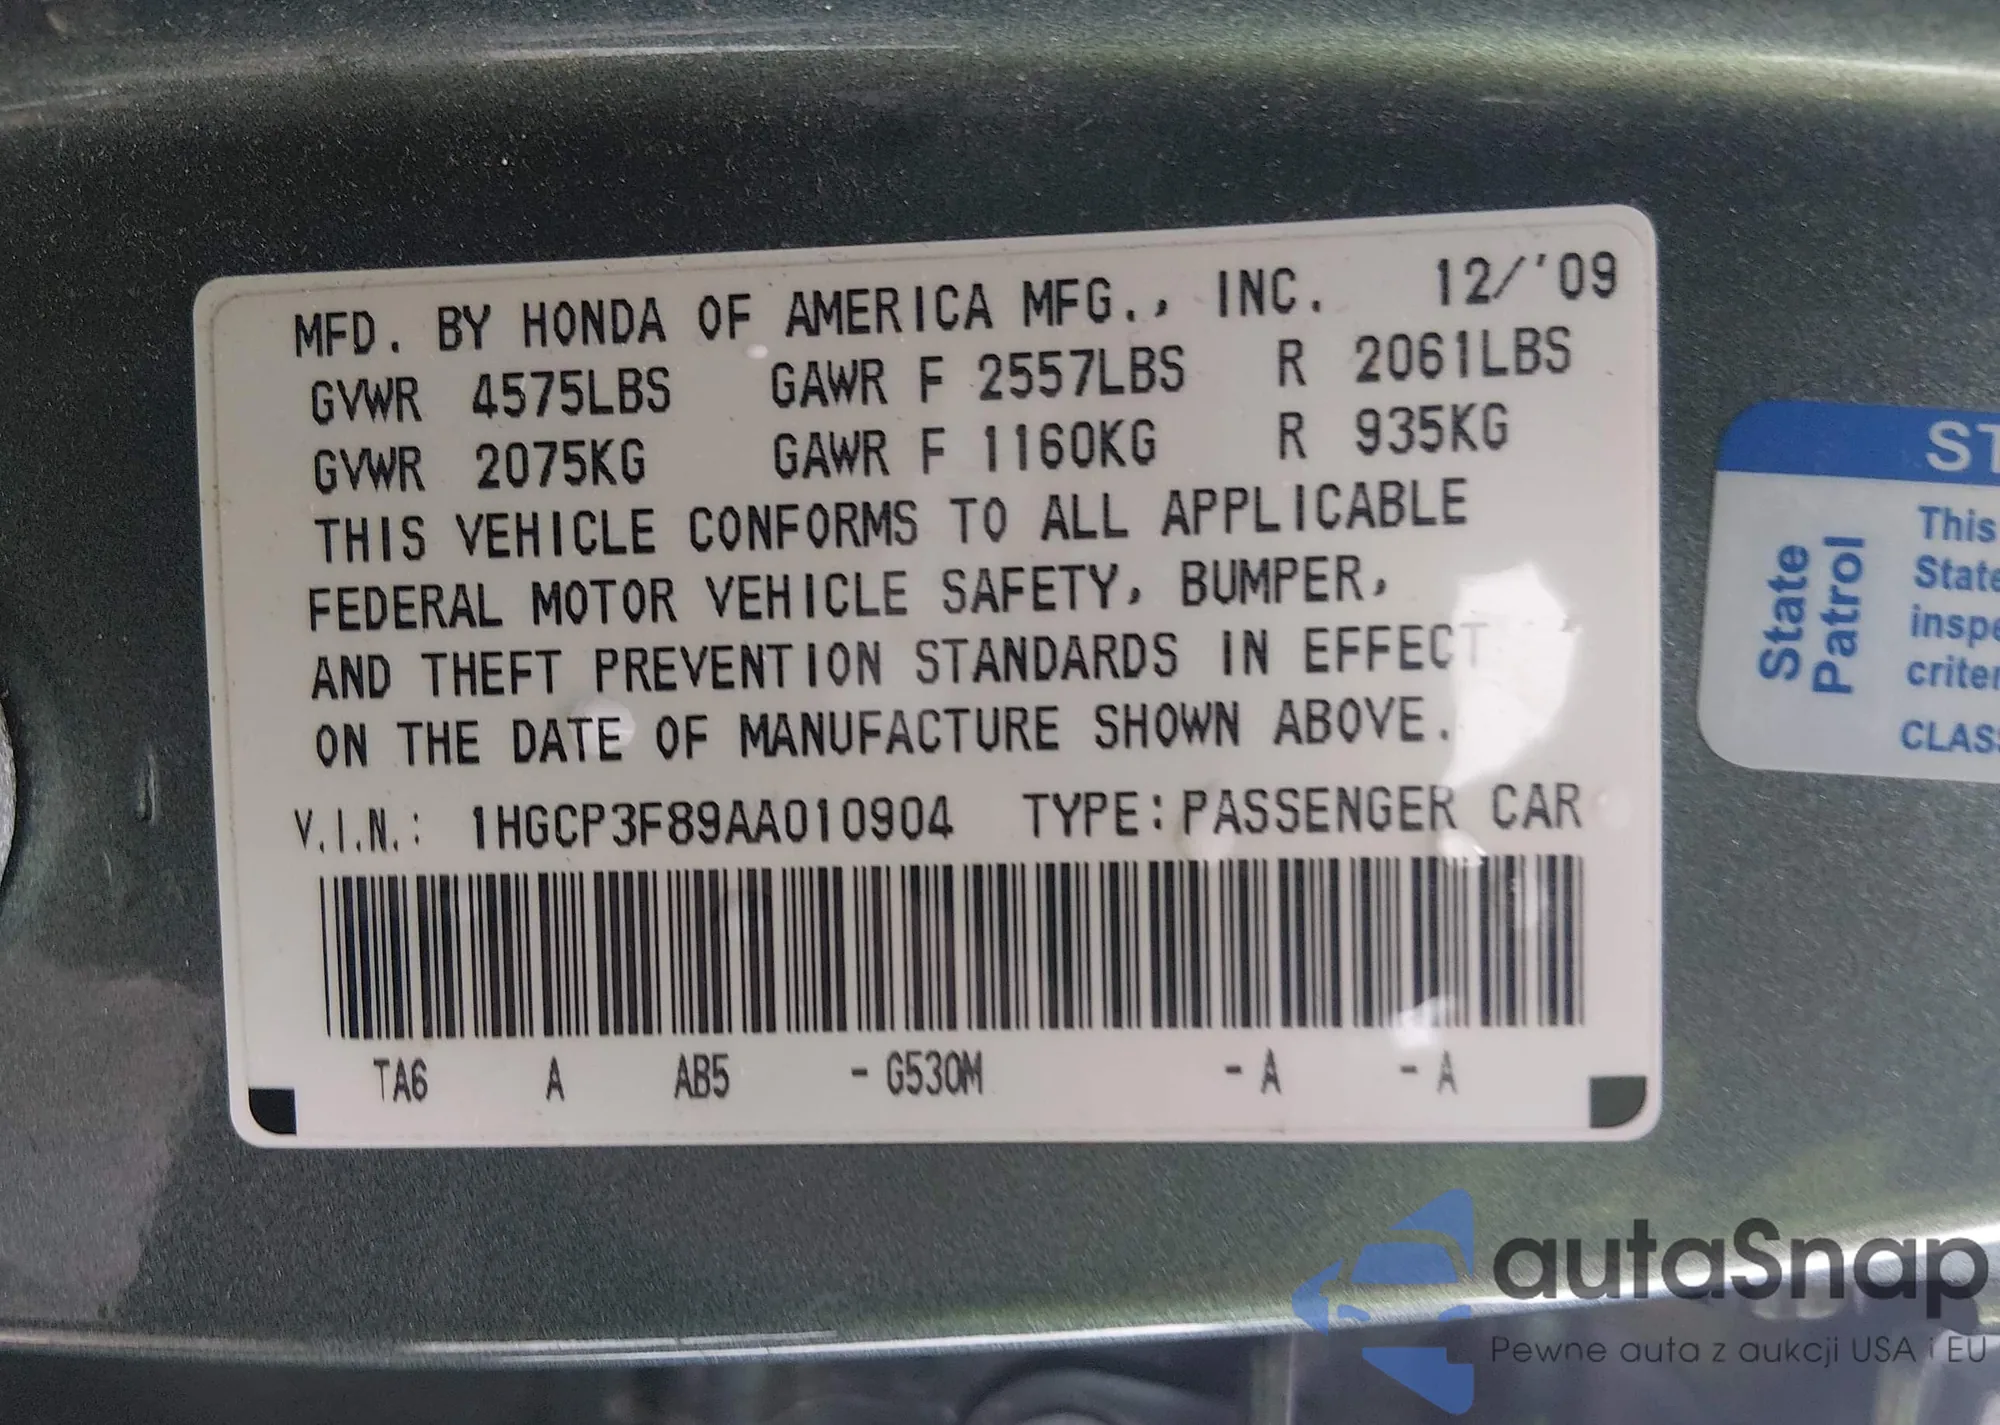 MFD. BY HONDA OF AMERICA MFG., INC. 12/'09
GVWR 4575LBS GAWR F 2557LBS R 2061LBS
GVWR 2075KG GAWR F 1160KG R 935KG
THIS VEHICLE CONFORMS TO ALL APPLICABLE
FEDERAL MOTOR VEHICLE SAFETY, BUMPER,
AND THEFT PREVENTION STANDARDS IN EFFECT
ON THE DATE OF MANUFACTURE SHOWN ABOVE.
V.I.N.: 1HGCP3F89AA010904 TYPE: PASSENGER CAR
TA6 A AB5 - G530M - A - A
ST
State
Patrol
This
State
inspe
criter
CLASS
autaSnap
Pewne auta z aukcji USA i EU